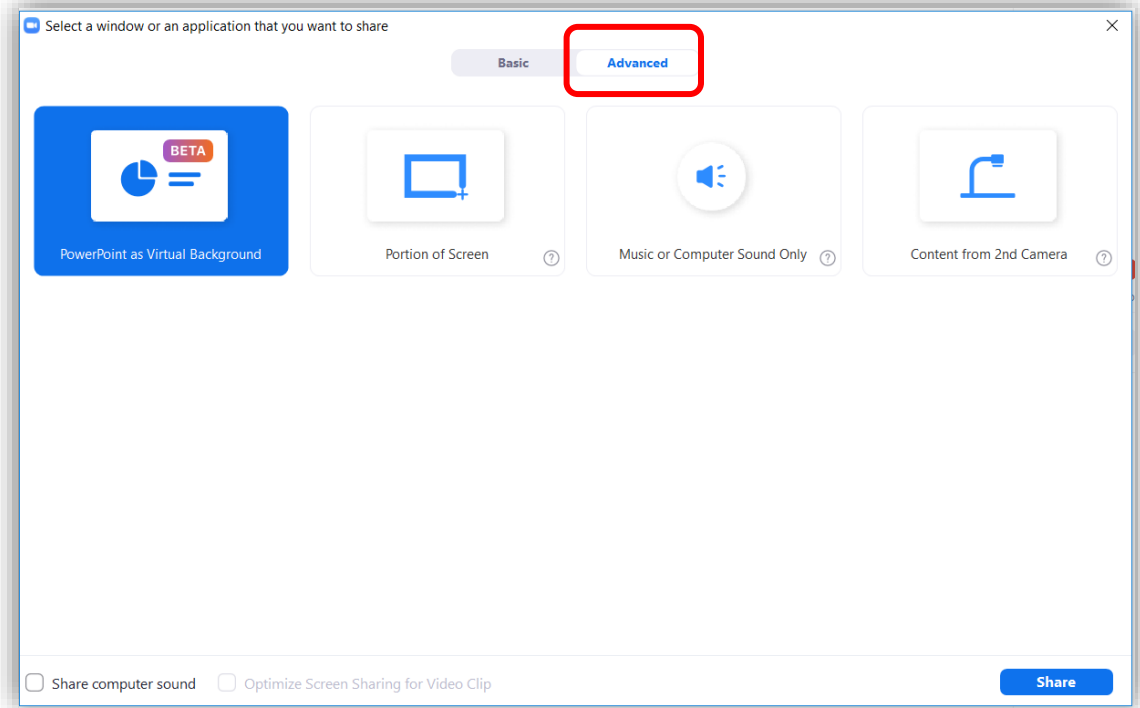 Select a window or an application that you want to share
Basic
Advanced
BETA
PowerPoint as Virtual Background
Portion of Screen
?
Music or Computer Sound Only
?
Content from 2nd Camera
?
Share computer sound
Optimize Screen Sharing for Video Clip
Share